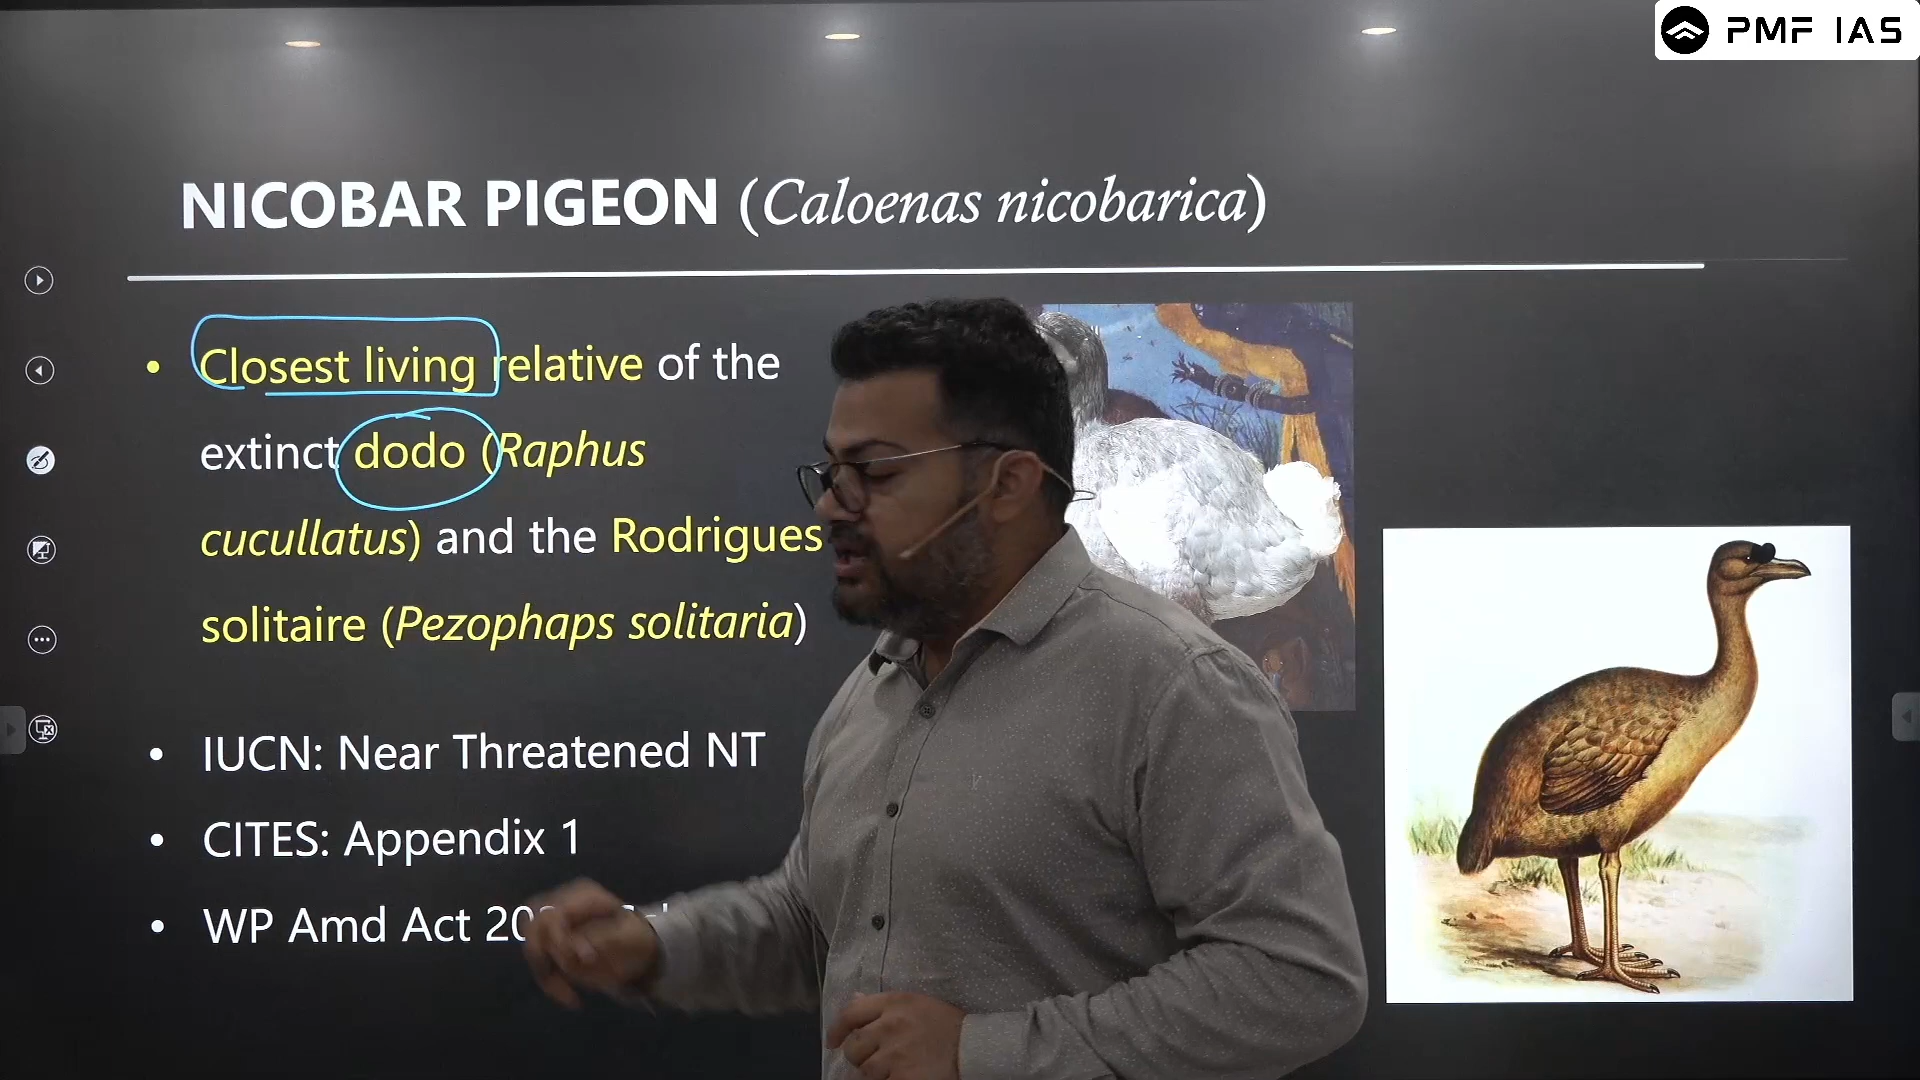 PMF IAS
NICOBAR PIGEON (Caloenas nicobarica)
• Closest living relative of the
extinct dodo (Raphus
cucullatus) and the Rodrigues
solitaire (Pezophaps solitaria)
• IUCN: Near Threatened NT
• CITES: Appendix 1
• WP Amd Act